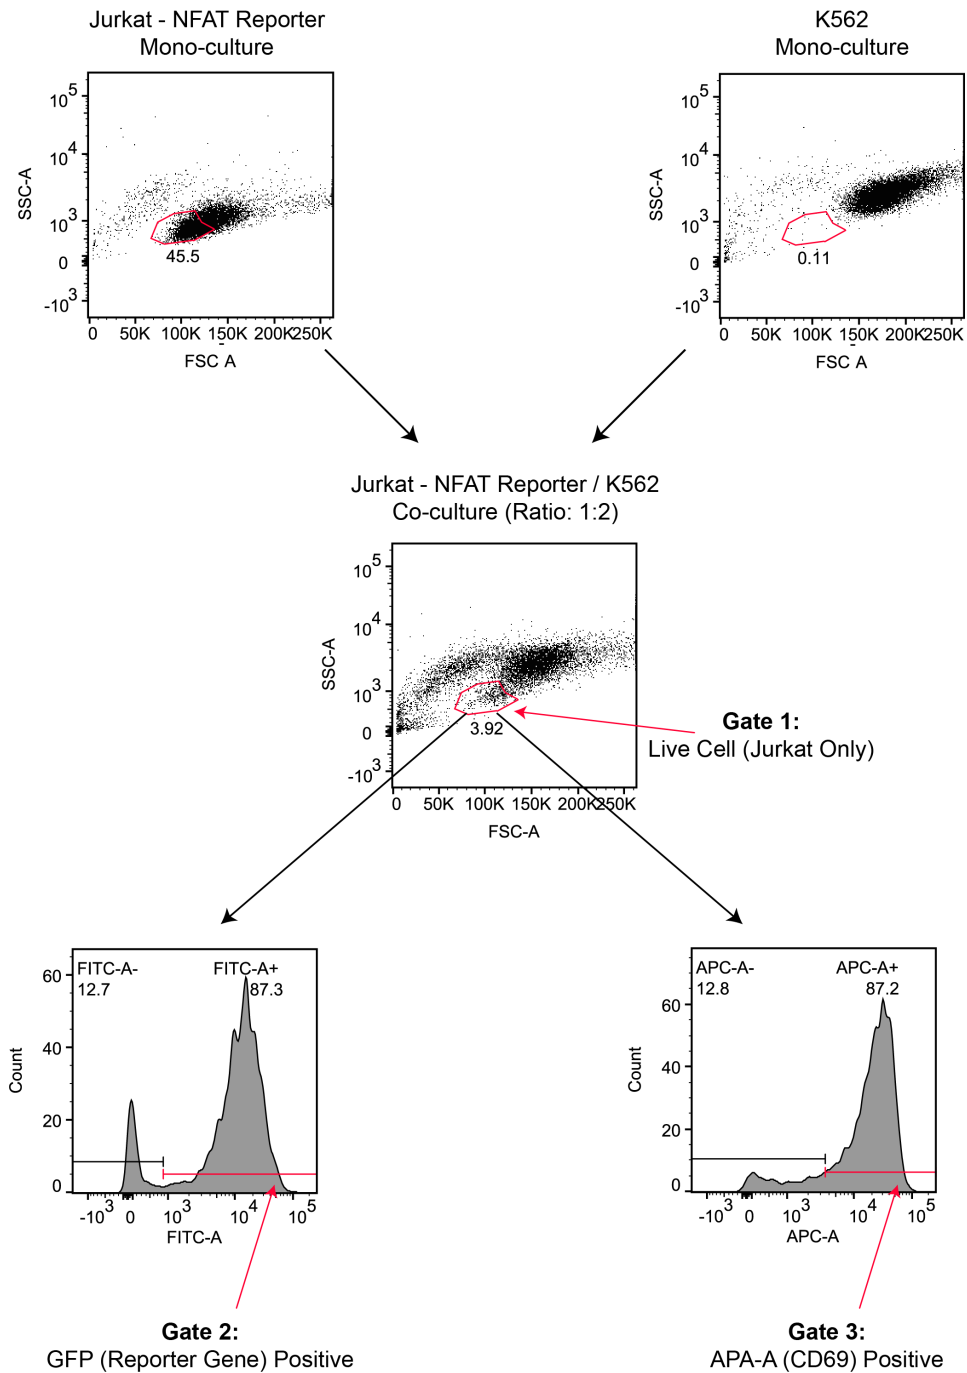 Jurkat - NFAT Reporter
Mono-culture
K562
Mono-culture
10^5
10^4
10^3
0
-10^3
SSC-A
45.5
0 50K 100K 150K 200K 250K
FSC A
10^5
10^4
10^3
0
-10^3
SSC-A
0.11
0 50K 100K 150K 200K 250K
FSC A
Jurkat - NFAT Reporter / K562
Co-culture (Ratio: 1:2)
10^5
10^4
10^3
0
-10^3
SSC-A
3.92
0 50K 100K 150K 200K 250K
FSC-A
Gate 1:
Live Cell (Jurkat Only)
FITC-A- FITC-A+
12.7 87.3
60
40
20
0
Count
-10^3 0 10^3 10^4 10^5
FITC-A
APC-A- APC-A+
12.8 87.2
60
40
20
0
Count
-10^3 0 10^3 10^4 10^5
APC-A
Gate 2:
GFP (Reporter Gene) Positive
Gate 3:
APA-A (CD69) Positive